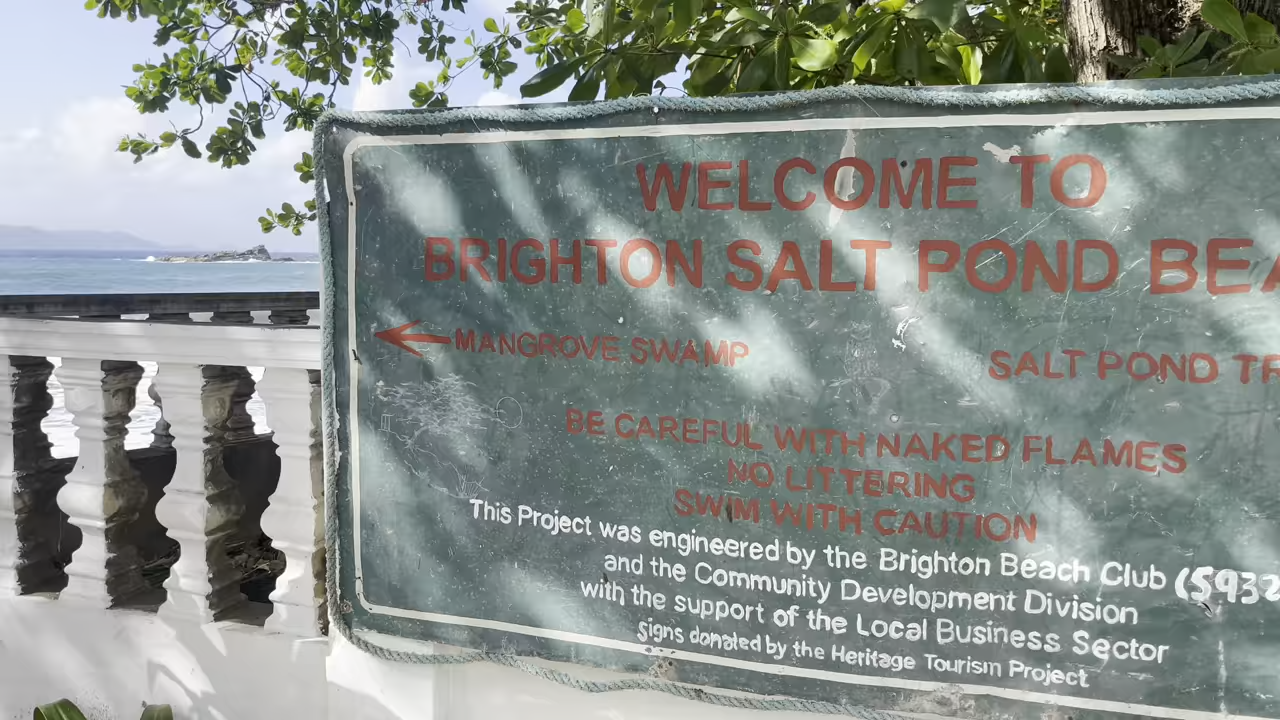 WELCOME TO
BRIGHTON SALT POND BEA
MANGROVE SWAMP SALT POND TR
BE CAREFUL WITH NAKED FLAMES
NO LITTERING
SWIM WITH CAUTION
This Project was engineered by the Brighton Beach Club (5932
and the Community Development Division
with the support of the Local Business Sector
signs donated by the Heritage Tourism Project